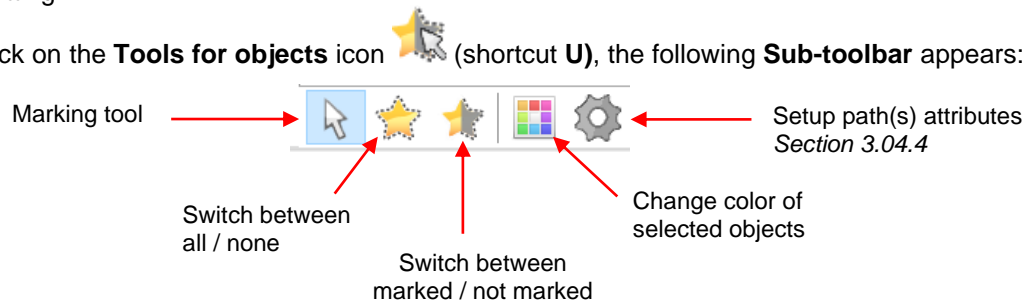 ck on the Tools for objects icon (shortcut U), the following Sub-toolbar appears:
Marking tool
Setup path(s) attributes
Section 3.04.4
Switch between
all / none
Change color of
selected objects
Switch between
marked / not marked